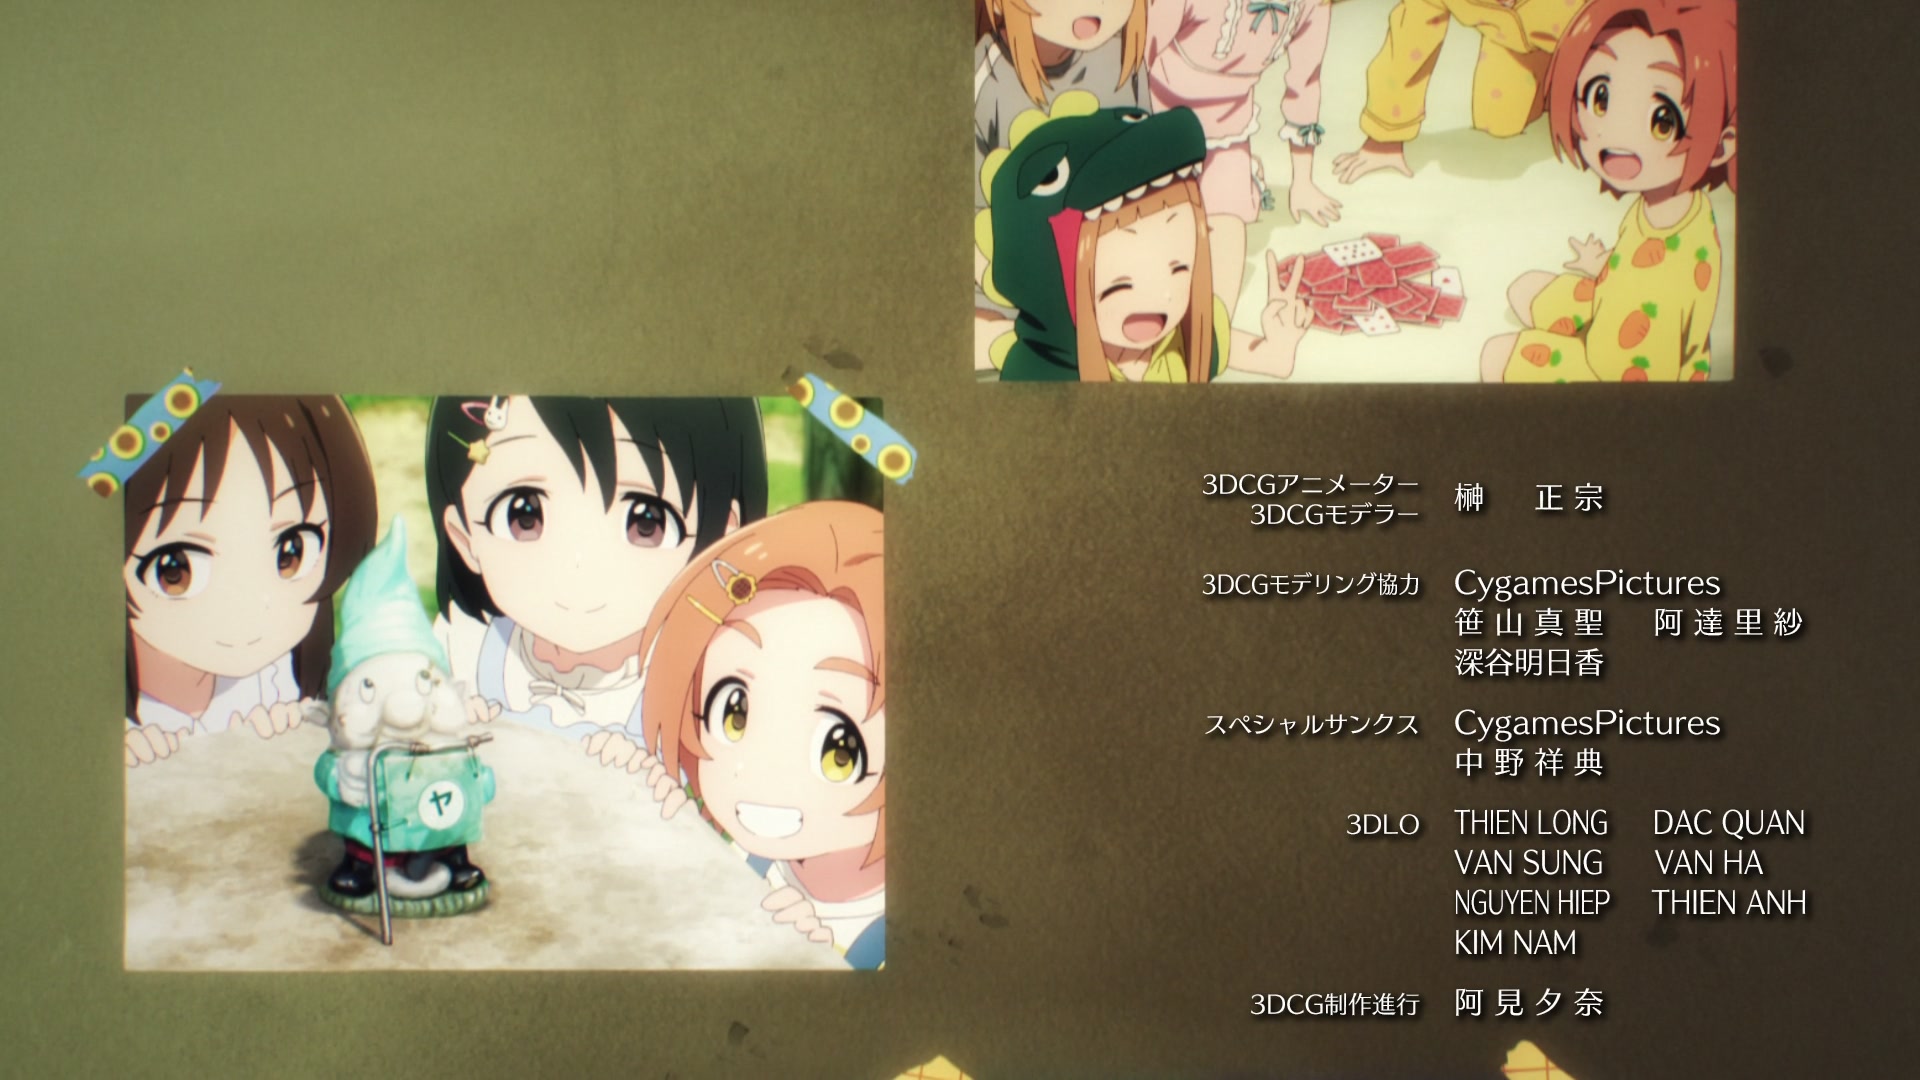 ヤ
3DCGアニメーター
3DCGモデラー
榊 正宗
3DCGモデリング協力 CygamesPictures
笹山真聖 阿達里紗
深谷明日香
スペシャルサンクス CygamesPictures
中野祥典
3DLO THIEN LONG DAC QUAN
VAN SUNG VAN HA
NGUYEN HIEP THIEN ANH
KIM NAM
3DCG制作進行 阿見夕奈